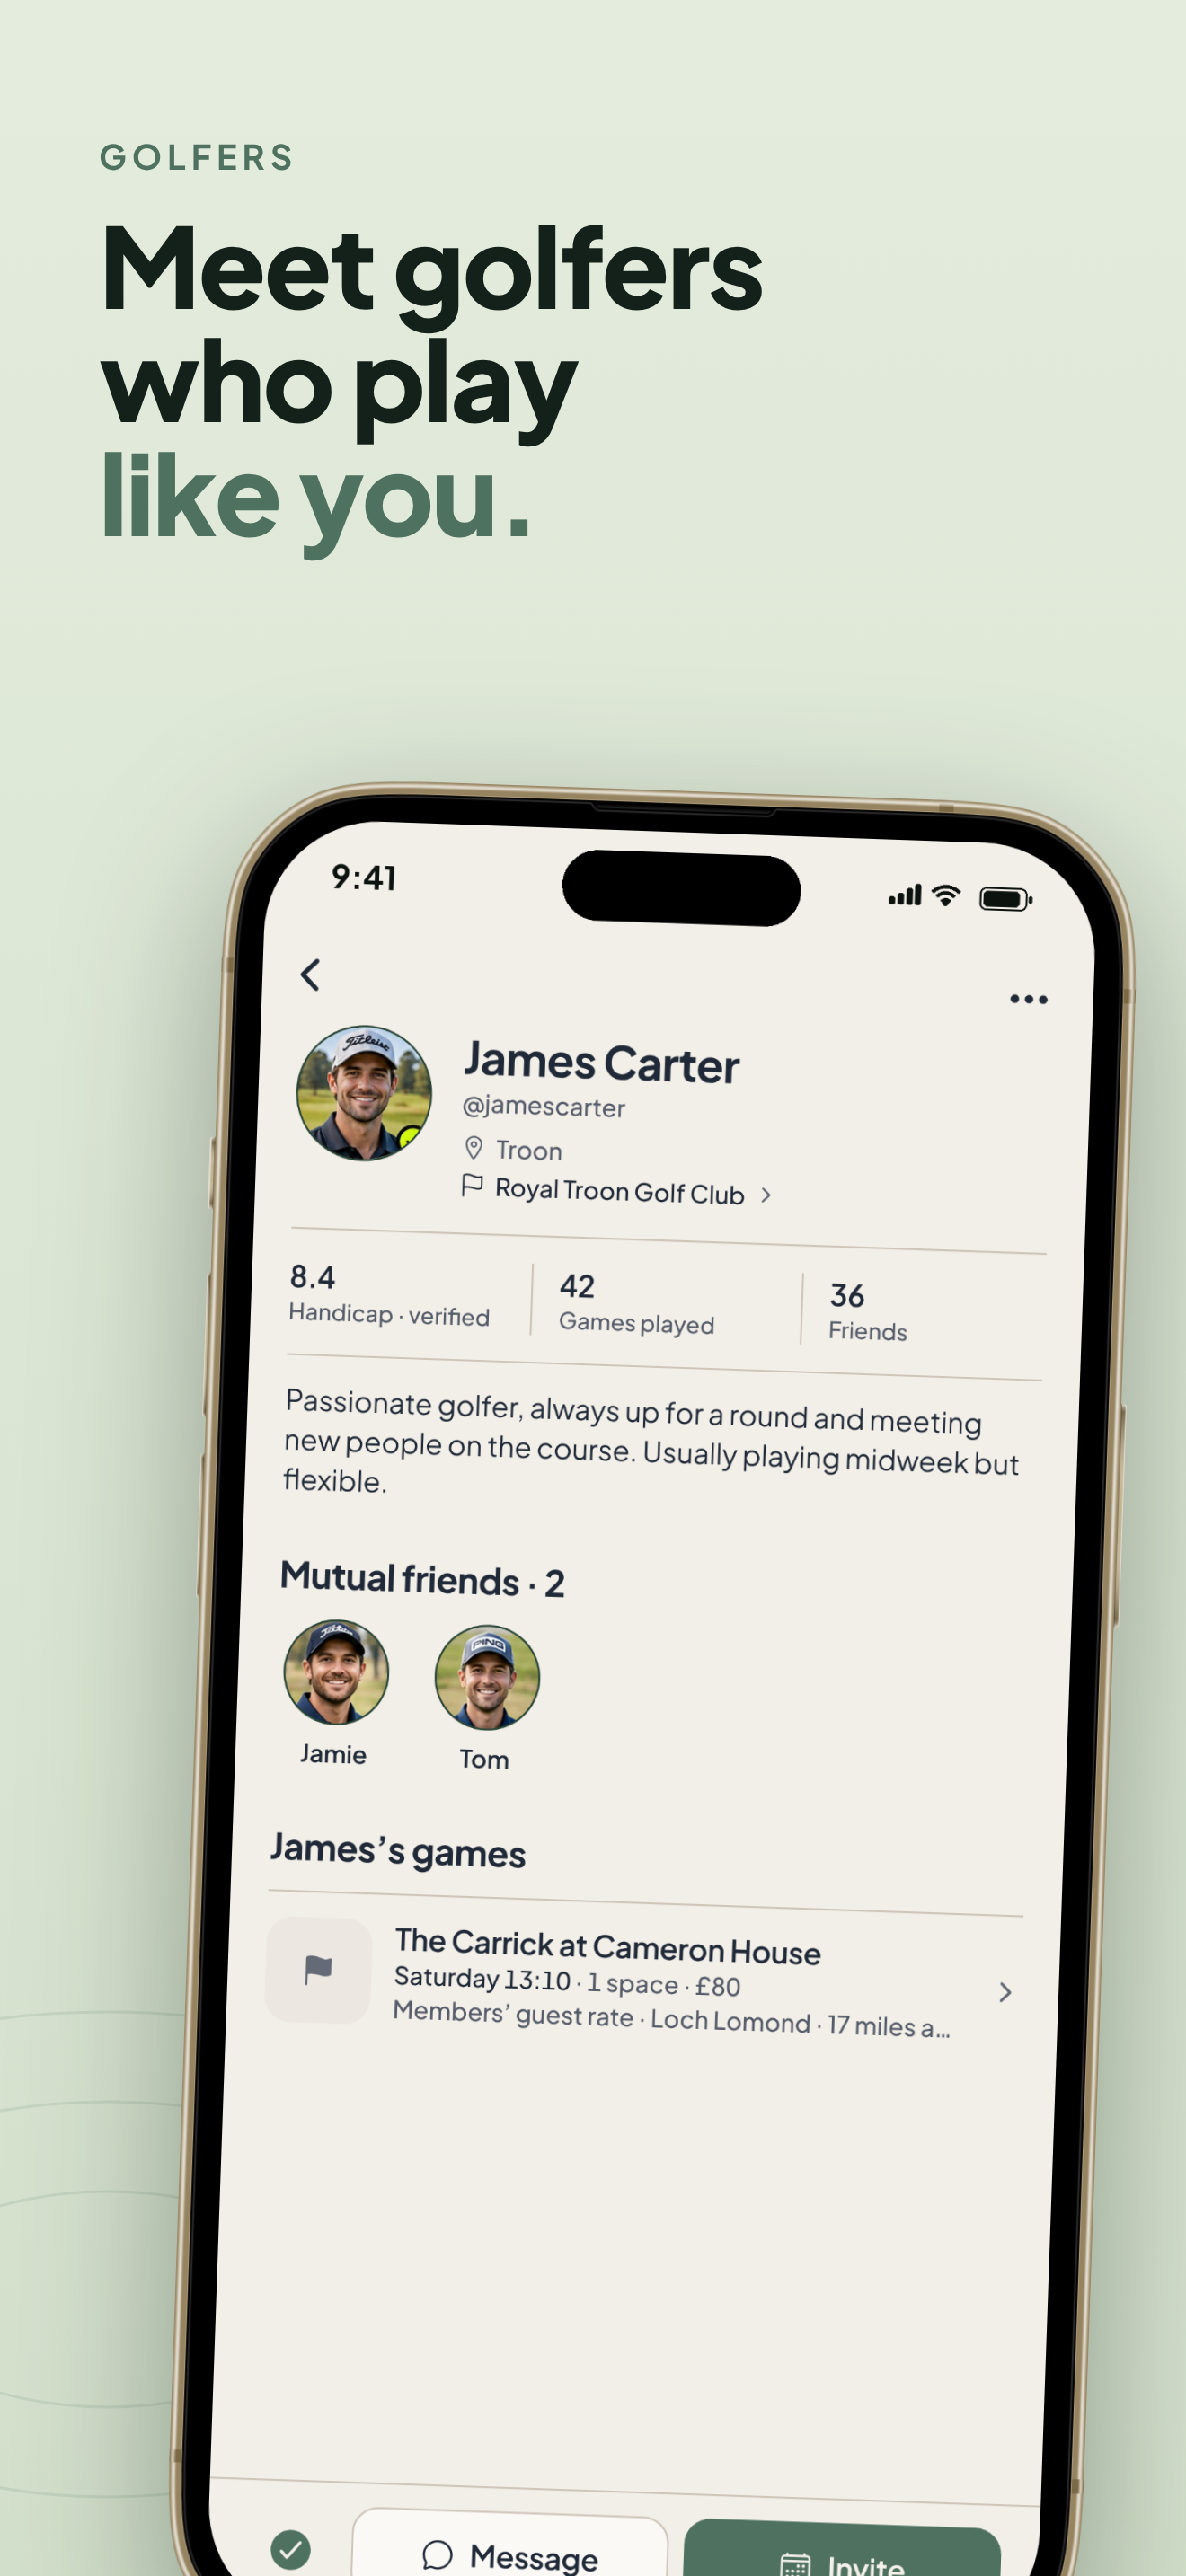 GOLFERS
Meet golfers
who play
like you.
9:41
Titleist
James Carter
@jamescarter
Troon
Royal Troon Golf Club
8.4
Handicap · verified
42
Games played
36
Friends
Passionate golfer, always up for a round and meeting
new people on the course. Usually playing midweek but
flexible.
Mutual friends · 2
Titleist
PING
Jamie
Tom
James’s games
The Carrick at Cameron House
Saturday 13:10 · 1 space · £80
Members’ guest rate · Loch Lomond · 17 miles a…
Message
Invite